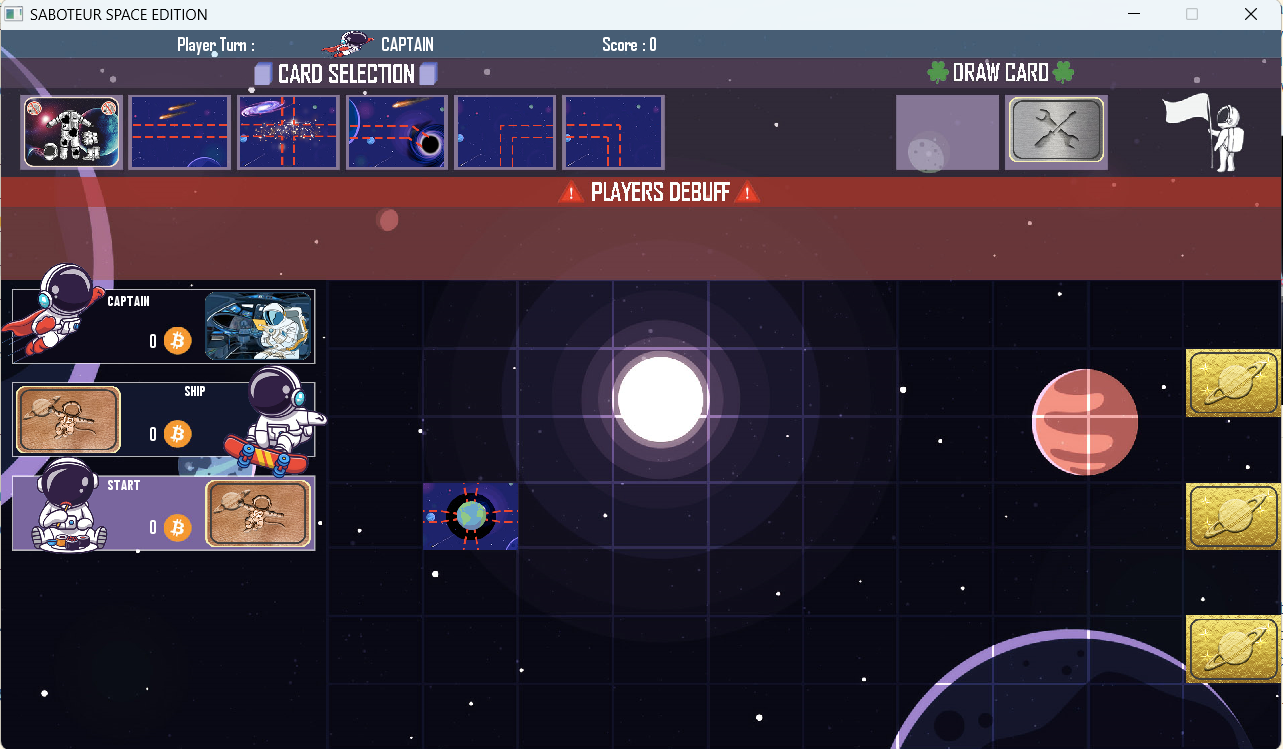 SABOTEUR SPACE EDITION
Player Turn : CAPTAIN Score : 0
CARD SELECTION DRAW CARD
PLAYERS DEBUFF
CAPTAIN
0
SHIP
0
START
0